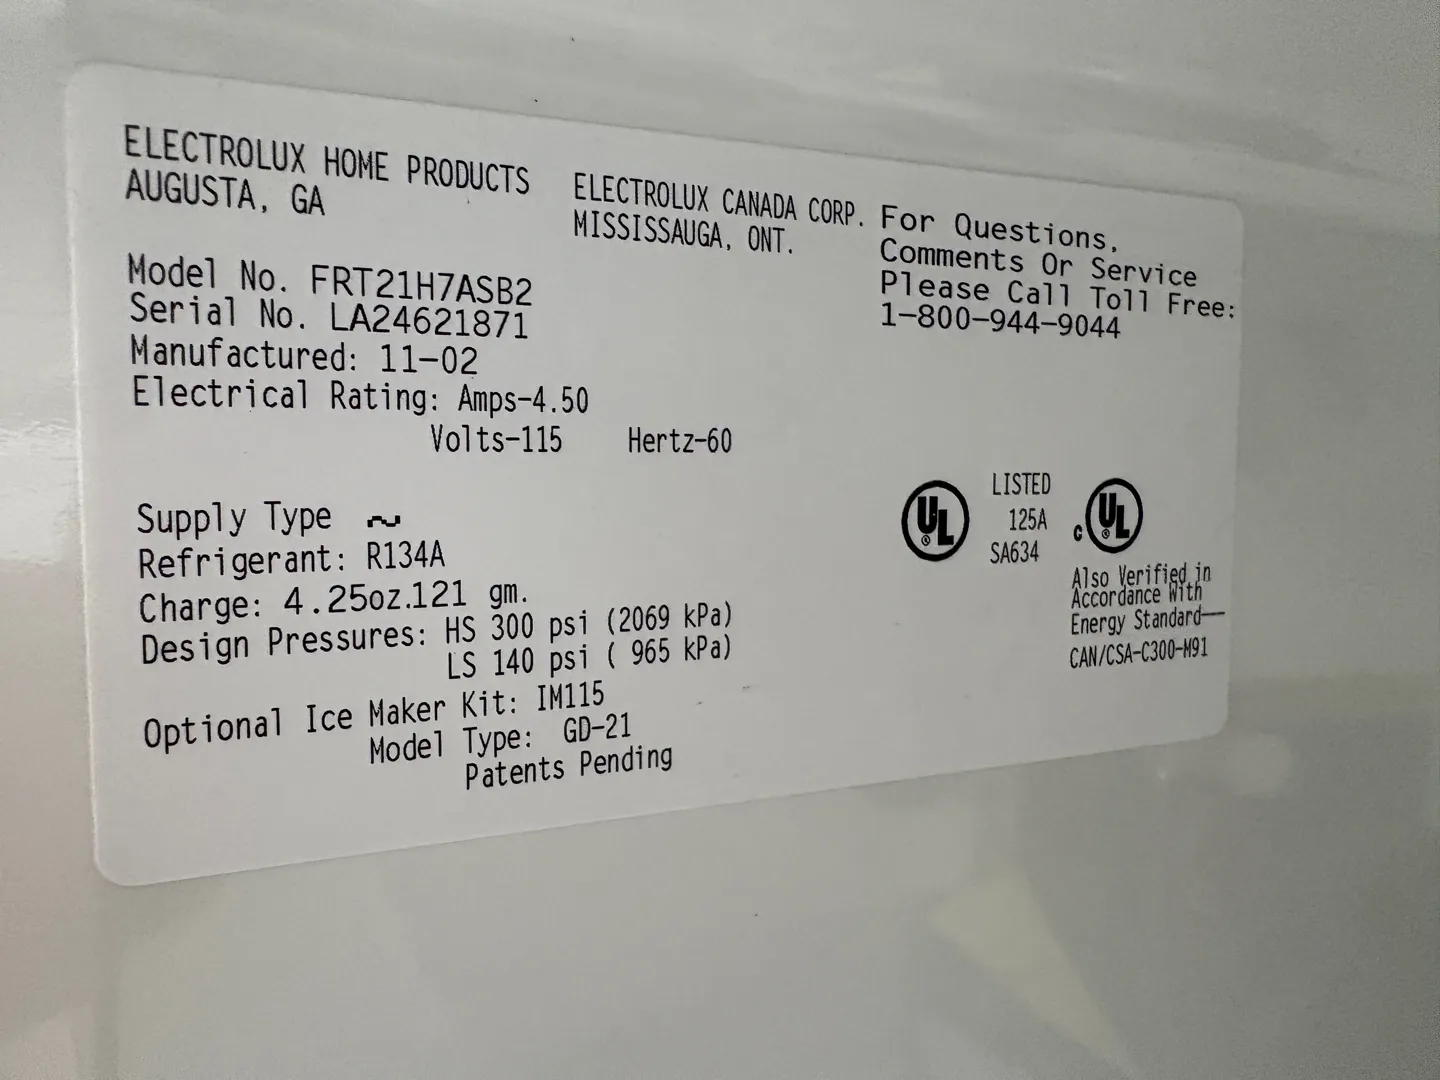 ELECTROLUX HOME PRODUCTS
AUGUSTA, GA
ELECTROLUX CANADA CORP.
MISSISSAUGA, ONT.
For Questions,
Comments Or Service
Please Call Toll Free:
1-800-944-9044
Model No. FRT21H7ASB2
Serial No. LA24621871
Manufactured: 11-02
Electrical Rating: Amps-4.50
Volts-115 Hertz-60
Supply Type ~
Refrigerant: R134A
Charge: 4.25oz.121 gm.
Design Pressures: HS 300 psi (2069 kPa)
LS 140 psi ( 965 kPa)
Optional Ice Maker Kit: IM115
Model Type: GD-21
Patents Pending
UL ®
LISTED
125A
SA634
c UL ®
Also Verified in
Accordance With
Energy Standard—
CAN/CSA-C300-M91